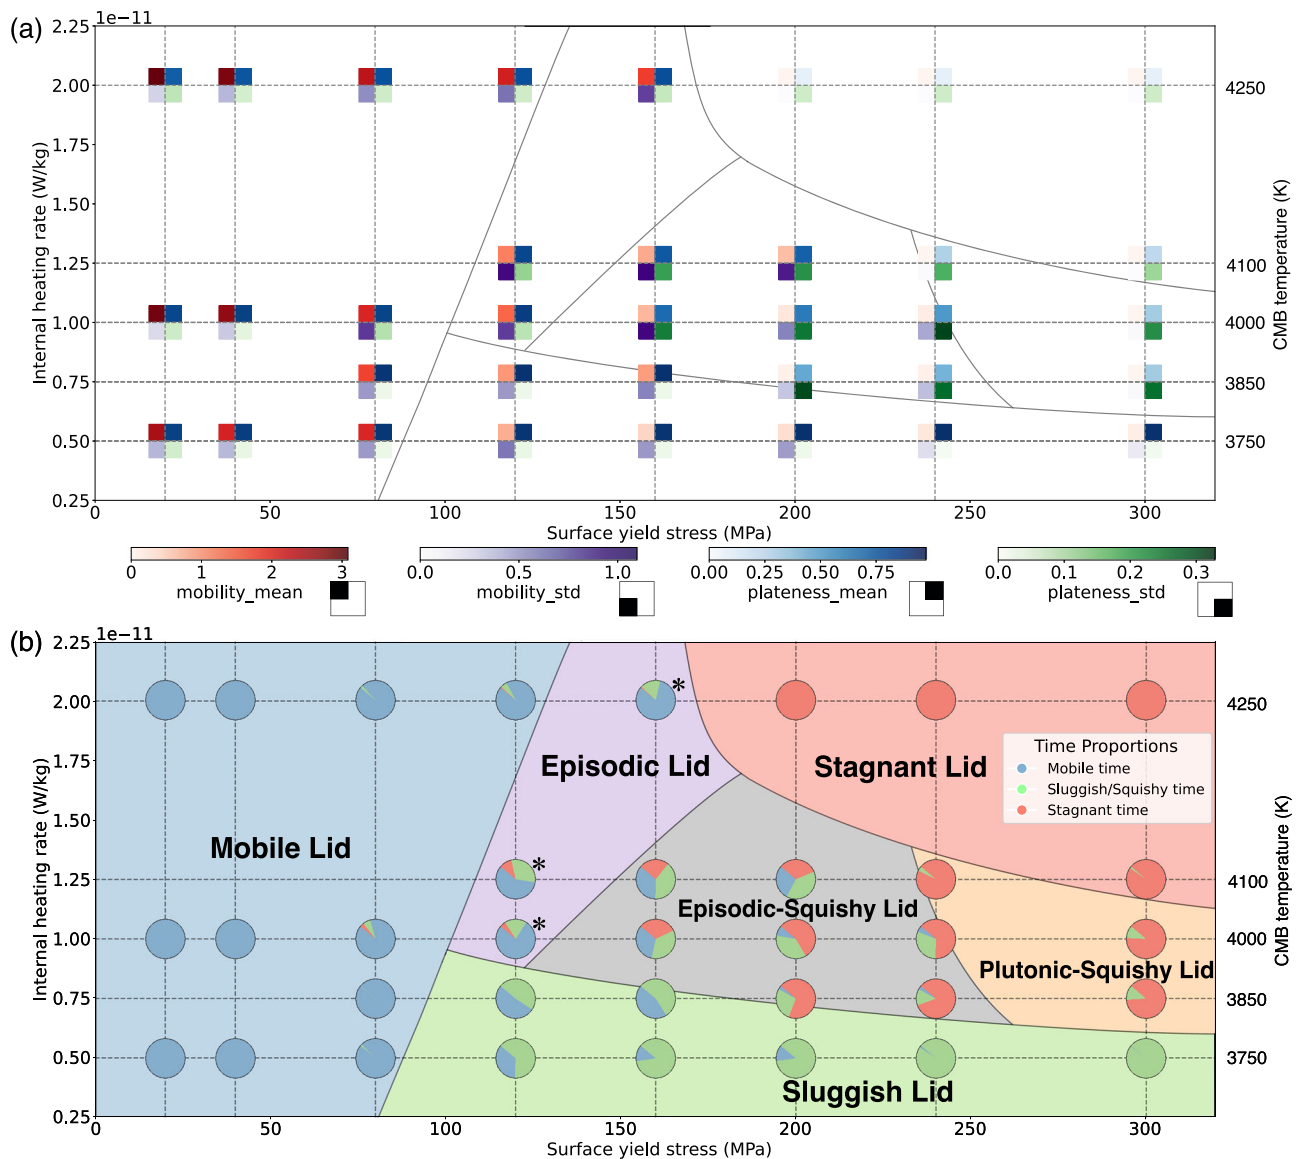 (a)
1e−11
2.25
2.00
1.75
1.50
1.25
1.00
0.75
0.50
0.25
Internal heating rate (W/kg)
4250
4100
4000
3850
3750
CMB temperature (K)
0 50 100 150 200 250 300
Surface yield stress (MPa)
0 1 2 3
mobility_mean
0.0 0.5 1.0
mobility_std
0.00 0.25 0.50 0.75
plateness_mean
0.0 0.1 0.2 0.3
plateness_std
(b)
1e−11
2.25
2.00
1.75
1.50
1.25
1.00
0.75
0.50
0.25
Internal heating rate (W/kg)
*
Episodic Lid
Stagnant Lid
Time Proportions
Mobile time
Sluggish/Squishy time
Stagnant time
Mobile Lid
*
Episodic-Squishy Lid
*
Plutonic-Squishy Lid
Sluggish Lid
4250
4100
4000
3850
3750
CMB temperature (K)
0 50 100 150 200 250 300
Surface yield stress (MPa)